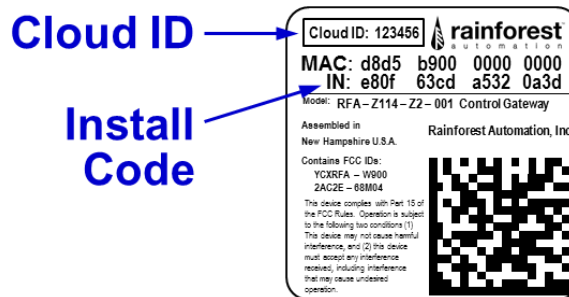 Cloud ID
Install
Code
Cloud ID: 123456
rainforest
automation
MAC: d8d5 b900 0000 0000
IN: e80f 63cd a532 0a3d
Model: RFA – Z114 – Z2 – 001 Control Gateway
Assembled in
New Hampshire U.S.A.
Rainforest Automation, Inc
Contains FCC IDs:
YCXRFA – W900
2AC2E – 68M04
This device complies with Part 15 of
the FCC Rules. Operation is subject
to the following two conditions (1)
This device may not cause harmful
interference, and (2) this device
must accept any interference
received, including interference
that may cause undesired
operation.